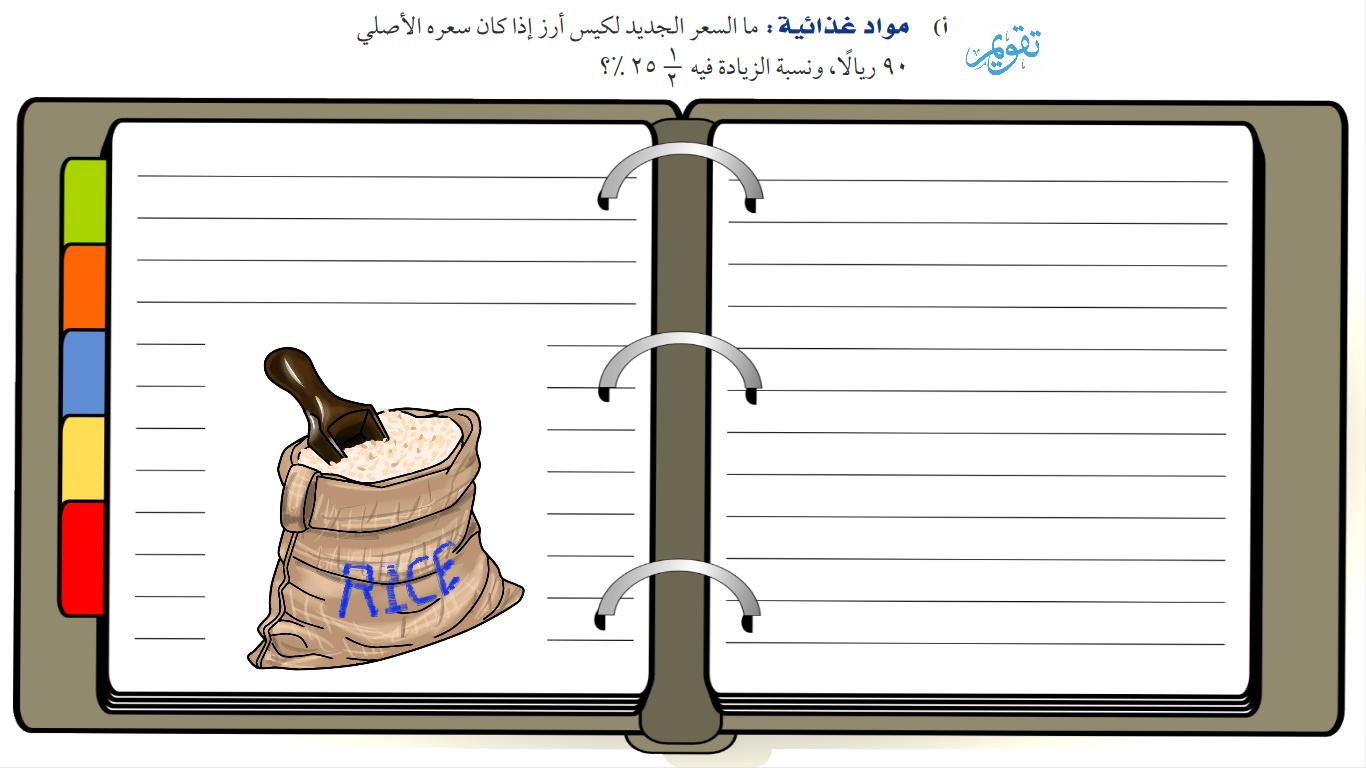 تقويم
أ) مواد غذائية : ما السعر الجديد لكيس أرز إذا كان سعره الأصلي
٩٠ ريالًا، ونسبة الزيادة فيه ١/٢ ٢٥ ٪؟
RICE